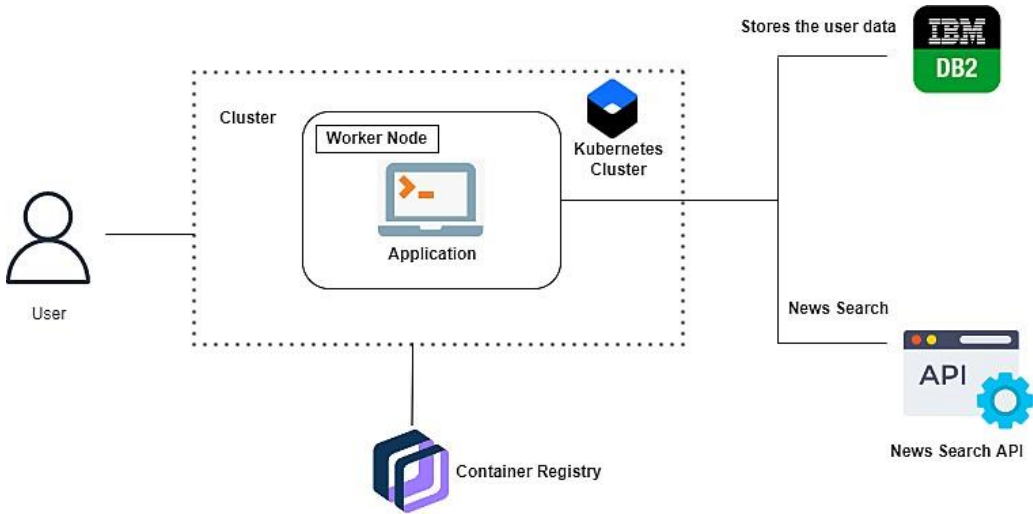 Stores the user data
IBM
DB2
Cluster
Worker Node
Kubernetes
Cluster
Application
User
News Search
API
News Search API
Container Registry